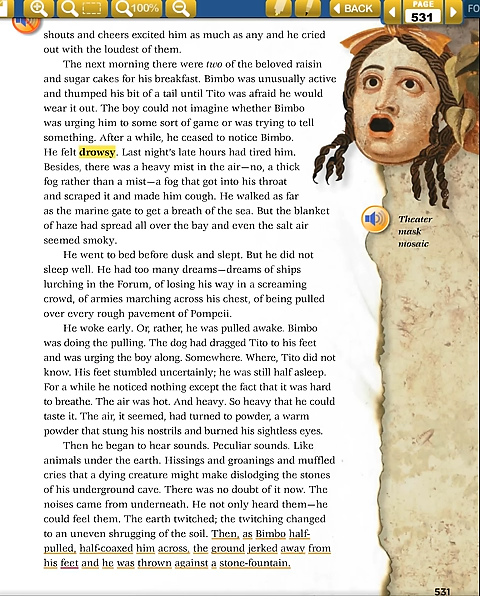 100%
BACK
PAGE
531
FO
shouts and cheers excited him as much as any and he cried
out with the loudest of them.
The next morning there were two of the beloved raisin
and sugar cakes for his breakfast. Bimbo was unusually active
and thumped his bit of a tail until Tito was afraid he would
wear it out. The boy could not imagine whether Bimbo
was urging him to some sort of game or was trying to tell
something. After a while, he ceased to notice Bimbo.
He felt drowsy. Last night's late hours had tired him.
Besides, there was a heavy mist in the air—no, a thick
fog rather than a mist—a fog that got into his throat
and scraped it and made him cough. He walked as far
as the marine gate to get a breath of the sea. But the blanket
of haze had spread all over the bay and even the salt air
seemed smoky.
He went to bed before dusk and slept. But he did not
sleep well. He had too many dreams—dreams of ships
lurching in the Forum, of losing his way in a screaming
crowd, of armies marching across his chest, of being pulled
over every rough pavement of Pompeii.
He woke early. Or, rather, he was pulled awake. Bimbo
was doing the pulling. The dog had dragged Tito to his feet
and was urging the boy along. Somewhere. Where, Tito did not
know. His feet stumbled uncertainly; he was still half asleep.
For a while he noticed nothing except the fact that it was hard
to breathe. The air was hot. And heavy. So heavy that he could
taste it. The air, it seemed, had turned to powder, a warm
powder that stung his nostrils and burned his sightless eyes.
Then he began to hear sounds. Peculiar sounds. Like
animals under the earth. Hissings and groanings and muffled
cries that a dying creature might make dislodging the stones
of his underground cave. There was no doubt of it now. The
noises came from underneath. He not only heard them—he
could feel them. The earth twitched; the twitching changed
to an uneven shrugging of the soil. Then, as Bimbo half-
pulled, half-coaxed him across, the ground jerked away from
his feet and he was thrown against a stone-fountain.
Theater
mask
mosaic
531